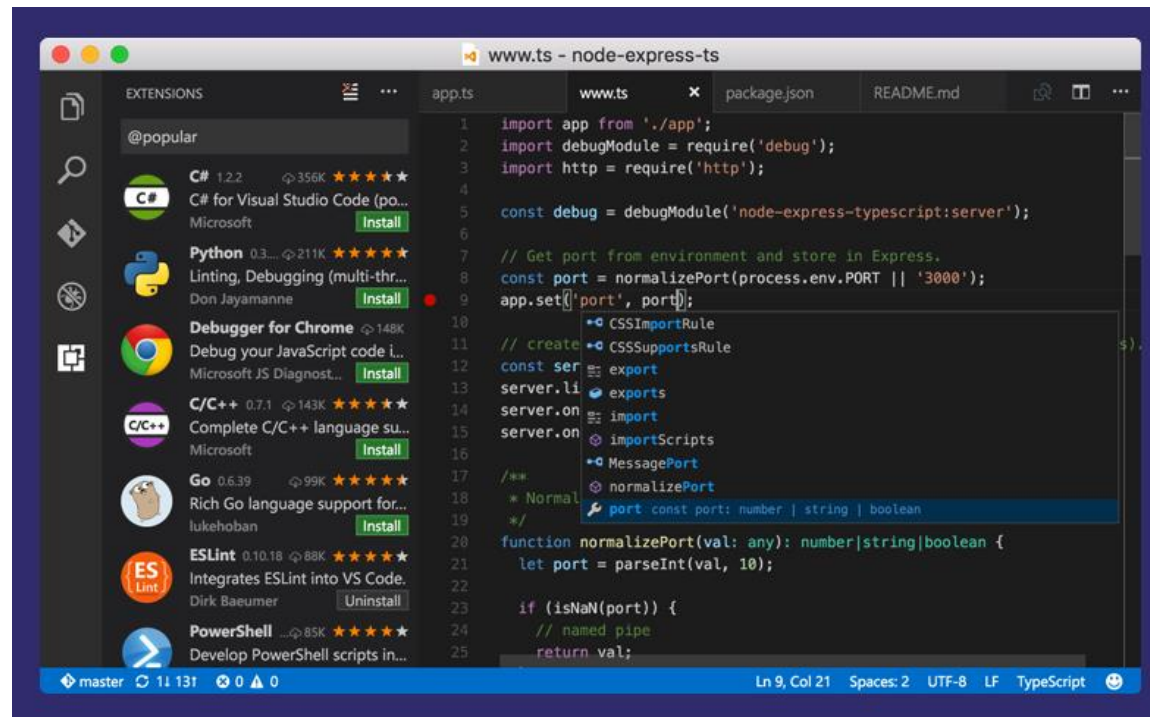 www.ts - node-express-ts
EXTENSIONS
@popular
C# 1.2.2 356K
C# for Visual Studio Code (po...
Microsoft Install
Python 0.3.... 211K
Linting, Debugging (multi-thr...
Don Jayamanne Install
Debugger for Chrome 148K
Debug your JavaScript code i...
Microsoft JS Diagnost... Install
C/C++ 0.7.1 143K
Complete C/C++ language su...
Microsoft Install
Go 0.6.39 99K
Rich Go language support for...
lukehoban Install
ESLint 0.10.18 88K
Integrates ESLint into VS Code.
Dirk Baeumer Uninstall
PowerShell ... 85K
Develop PowerShell scripts in...
C#
C/C++
ES
Lint
app.ts www.ts package.json README.md
1 import app from './app';
2 import debugModule = require('debug');
3 import http = require('http');
4
5 const debug = debugModule('node-express-typescript:server');
6
7 // Get port from environment and store in Express.
8 const port = normalizePort(process.env.PORT || '3000');
9 app.set('port', port);
10
11 // create s).
12 const ser
13 server.li
14 server.on
15 server.on
16
17 /**
18 * Normal
19 */
20 function normalizePort(val: any): number|string|boolean {
21 let port = parseInt(val, 10);
22
23 if (isNaN(port)) {
24 // named pipe
25 return val;
CSSImportRule
CSSSupportsRule
export
exports
import
importScripts
MessagePort
normalizePort
port const port: number | string | boolean
master 1↓ 13↑ 0 0 Ln 9, Col 21 Spaces: 2 UTF-8 LF TypeScript